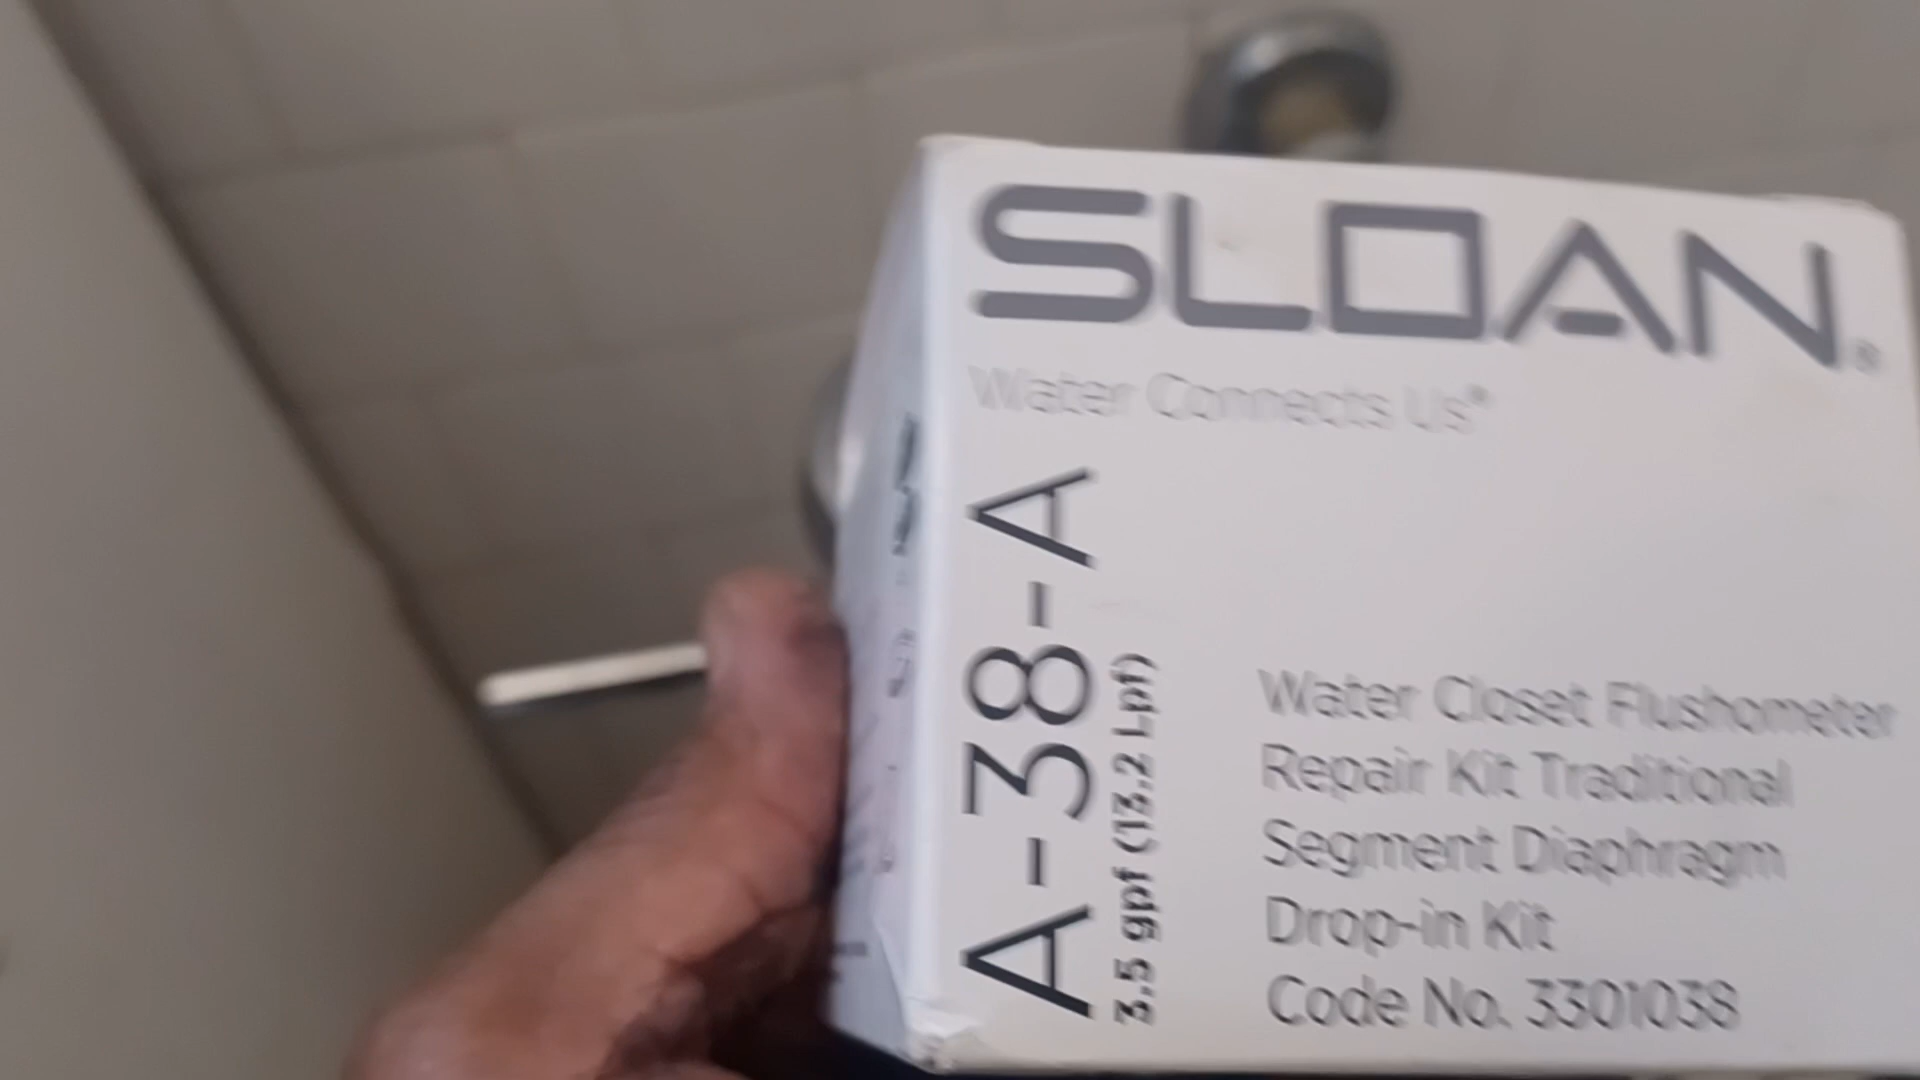 SLOAN®
Water Connects Us®
A-38-A
3.5 gpf (13.2 Lpf)
Water Closet Flushometer
Repair Kit Traditional
Segment Diaphragm
Drop-in Kit
Code No. 3301038